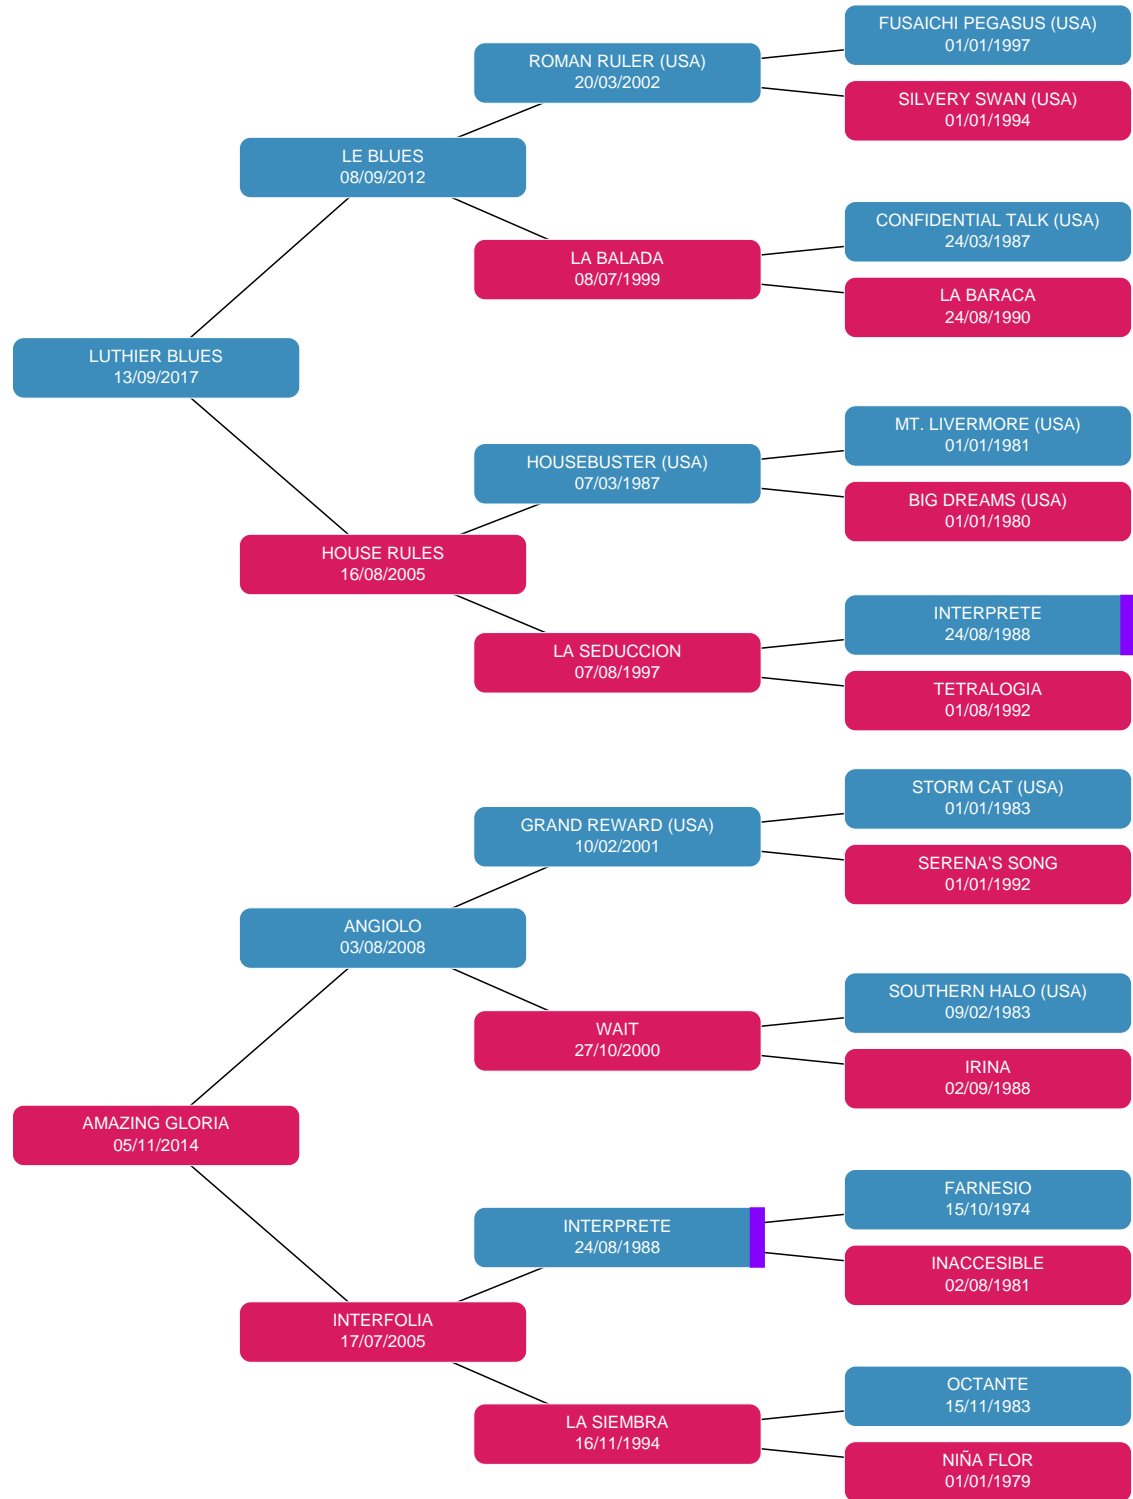 FUSAICHI PEGASUS (USA)
01/01/1997
ROMAN RULER (USA)
20/03/2002
SILVERY SWAN (USA)
01/01/1994
LE BLUES
08/09/2012
CONFIDENTIAL TALK (USA)
24/03/1987
LA BALADA
08/07/1999
LA BARACA
24/08/1990
LUTHIER BLUES
13/09/2017
MT. LIVERMORE (USA)
01/01/1981
HOUSEBUSTER (USA)
07/03/1987
BIG DREAMS (USA)
01/01/1980
HOUSE RULES
16/08/2005
INTERPRETE
24/08/1988
LA SEDUCCION
07/08/1997
TETRALOGIA
01/08/1992
STORM CAT (USA)
01/01/1983
GRAND REWARD (USA)
10/02/2001
SERENA'S SONG
01/01/1992
ANGIOLO
03/08/2008
SOUTHERN HALO (USA)
09/02/1983
WAIT
27/10/2000
IRINA
02/09/1988
AMAZING GLORIA
05/11/2014
FARNESIO
15/10/1974
INTERPRETE
24/08/1988
INACCESIBLE
02/08/1981
INTERFOLIA
17/07/2005
OCTANTE
15/11/1983
LA SIEMBRA
16/11/1994
NIÑA FLOR
01/01/1979